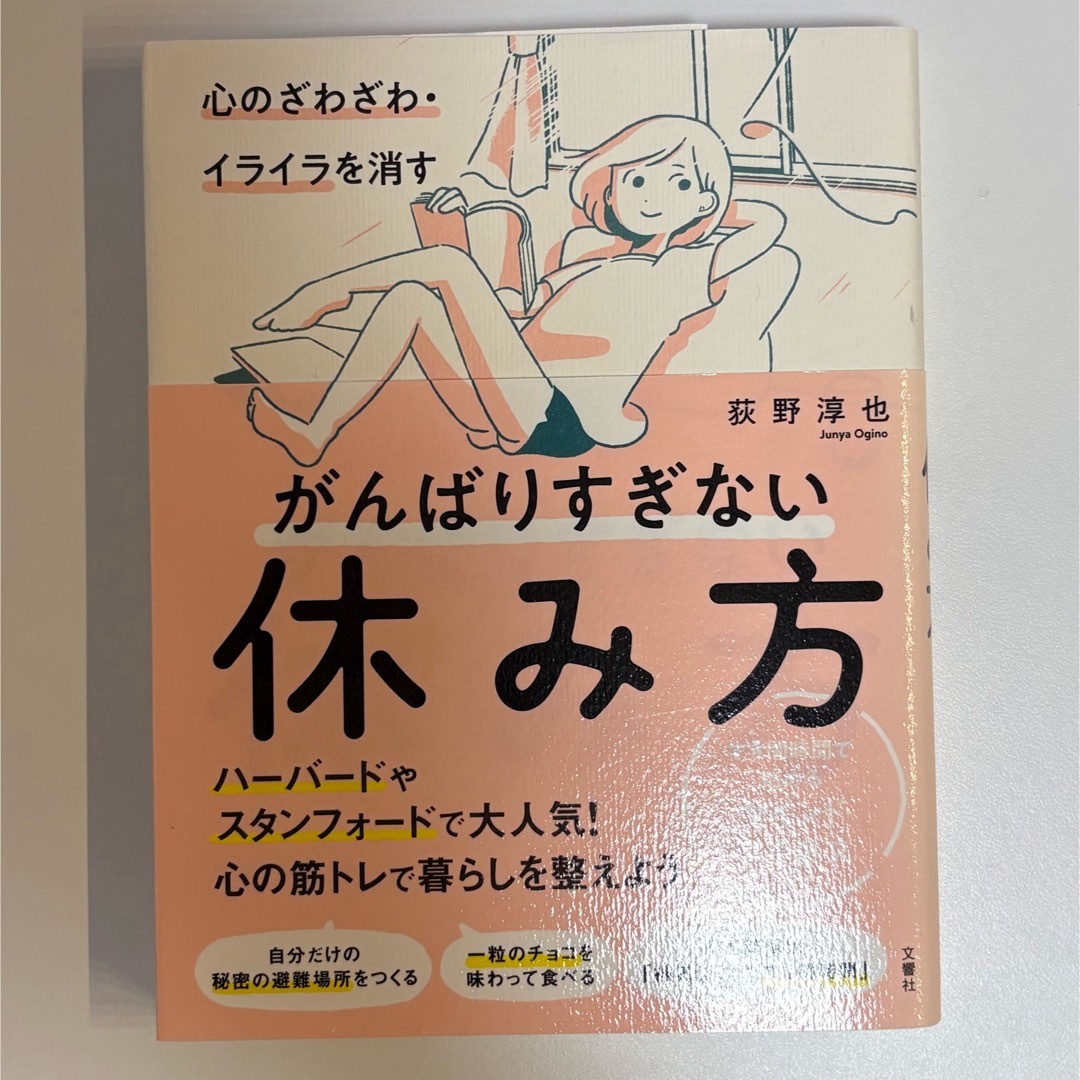 心のざわざわ・
イライラを消す
荻野淳也
Junya Ogino
がんばりすぎない
休み方
ハーバードや
スタンフォードで大人気!
心の筋トレで暮らしを整えよう
自分だけの
秘密の避難場所をつくる
一粒のチョコを
味わって食べる
文響社